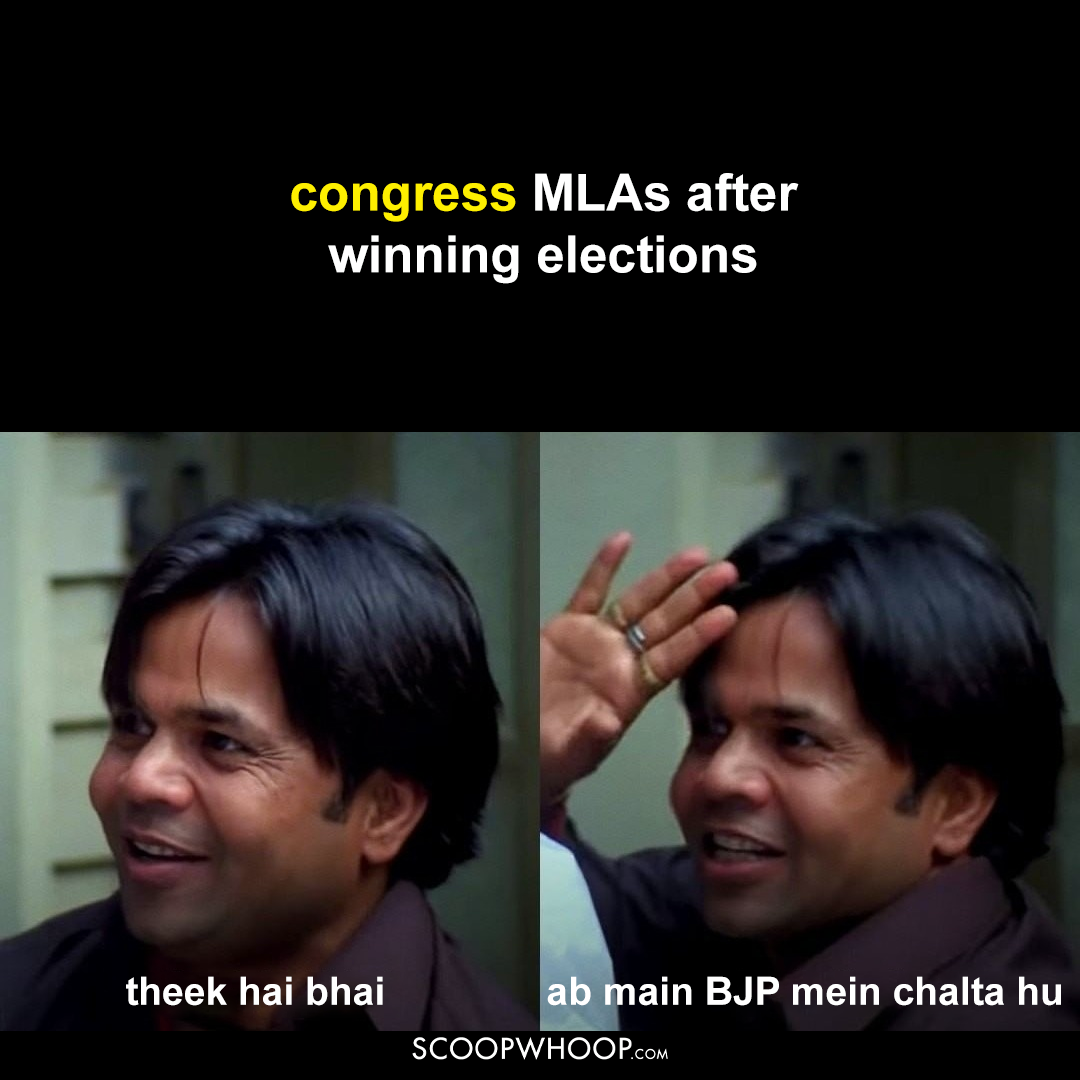 congress MLAs after
winning elections
theek hai bhai
ab main BJP mein chalta hu
SCOOPWHOOP.COM